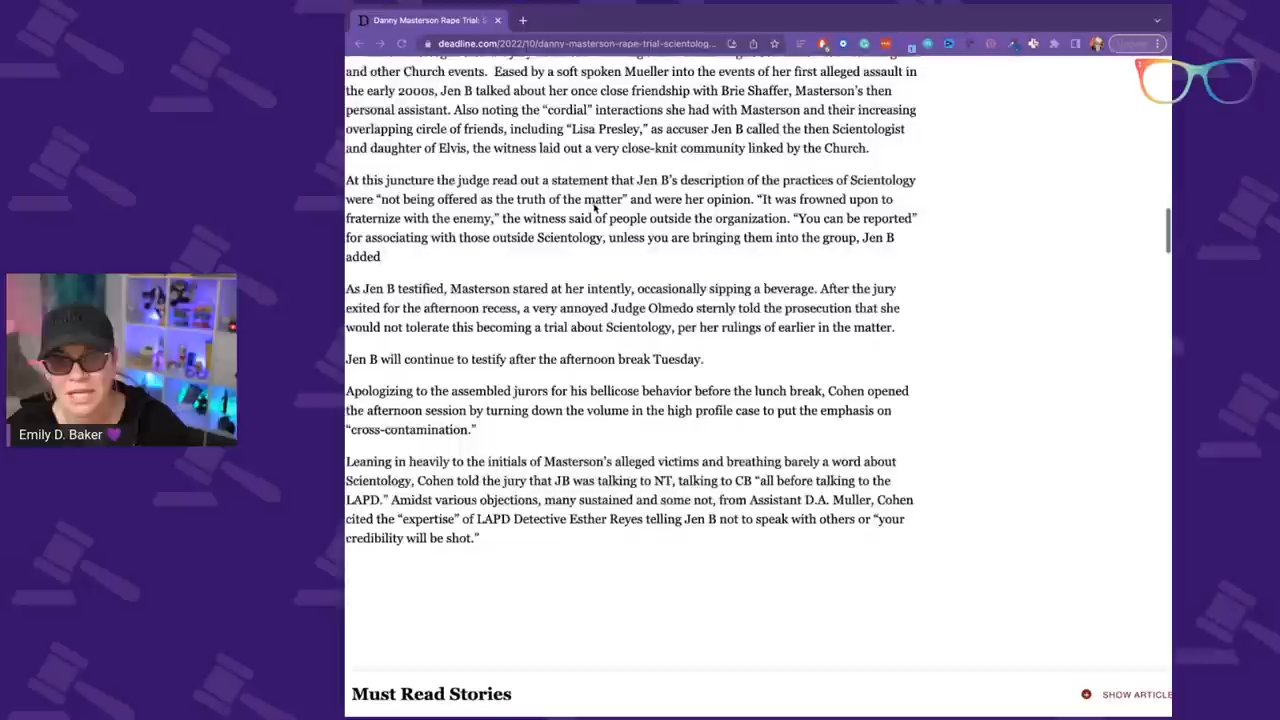 Danny Masterson Rape Trial: S
deadline.com/2022/10/danny-masterson-rape-trial-scientolog...
and other Church events. Eased by a soft spoken Mueller into the events of her first alleged assault in
the early 2000s, Jen B talked about her once close friendship with Brie Shaffer, Masterson's then
personal assistant. Also noting the “cordial” interactions she had with Masterson and their increasing
overlapping circle of friends, including “Lisa Presley,” as accuser Jen B called the then Scientologist
and daughter of Elvis, the witness laid out a very close-knit community linked by the Church.
At this juncture the judge read out a statement that Jen B's description of the practices of Scientology
were “not being offered as the truth of the matter” and were her opinion. “It was frowned upon to
fraternize with the enemy,” the witness said of people outside the organization. “You can be reported”
for associating with those outside Scientology, unless you are bringing them into the group, Jen B
added
As Jen B testified, Masterson stared at her intently, occasionally sipping a beverage. After the jury
exited for the afternoon recess, a very annoyed Judge Olmedo sternly told the prosecution that she
would not tolerate this becoming a trial about Scientology, per her rulings of earlier in the matter.
Jen B will continue to testify after the afternoon break Tuesday.
Apologizing to the assembled jurors for his bellicose behavior before the lunch break, Cohen opened
the afternoon session by turning down the volume in the high profile case to put the emphasis on
“cross-contamination.”
Leaning in heavily to the initials of Masterson's alleged victims and breathing barely a word about
Scientology, Cohen told the jury that JB was talking to NT, talking to CB “all before talking to the
LAPD.” Amidst various objections, many sustained and some not, from Assistant D.A. Muller, Cohen
cited the “expertise” of LAPD Detective Esther Reyes telling Jen B not to speak with others or “your
credibility will be shot.”
Emily D. Baker 💜
Must Read Stories
SHOW ARTICLE